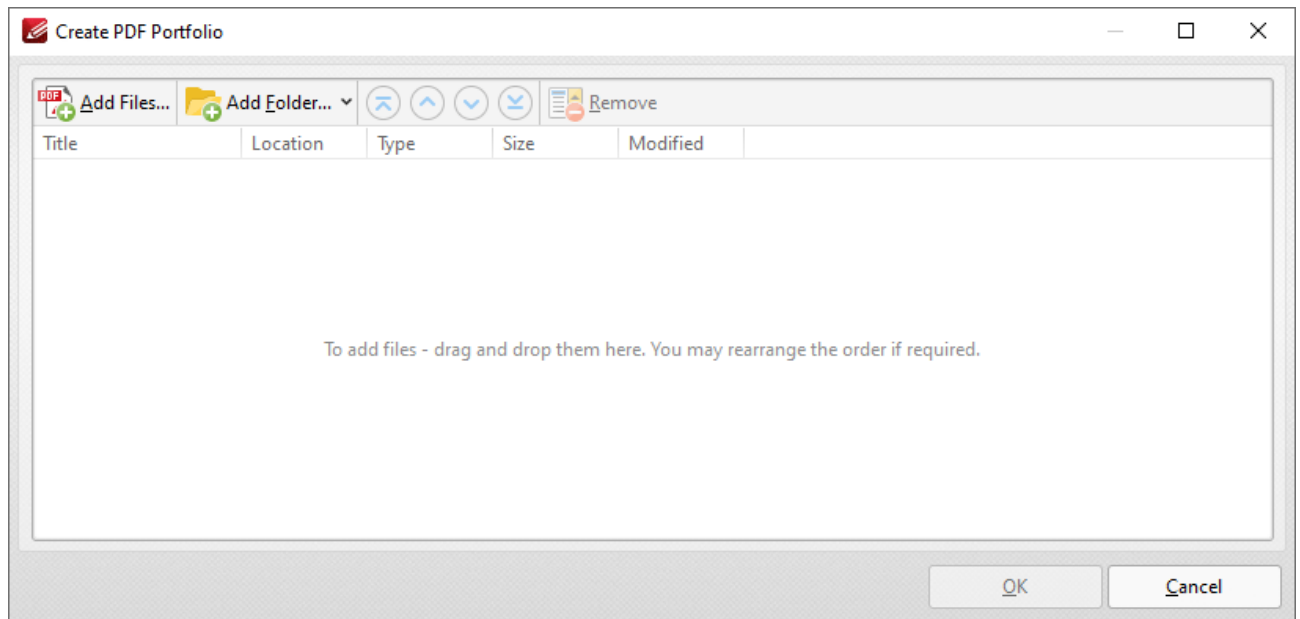 Create PDF Portfolio
PDF Add Files... Add Folder... Remove
Title Location Type Size Modified
To add files - drag and drop them here. You may rearrange the order if required.
OK Cancel